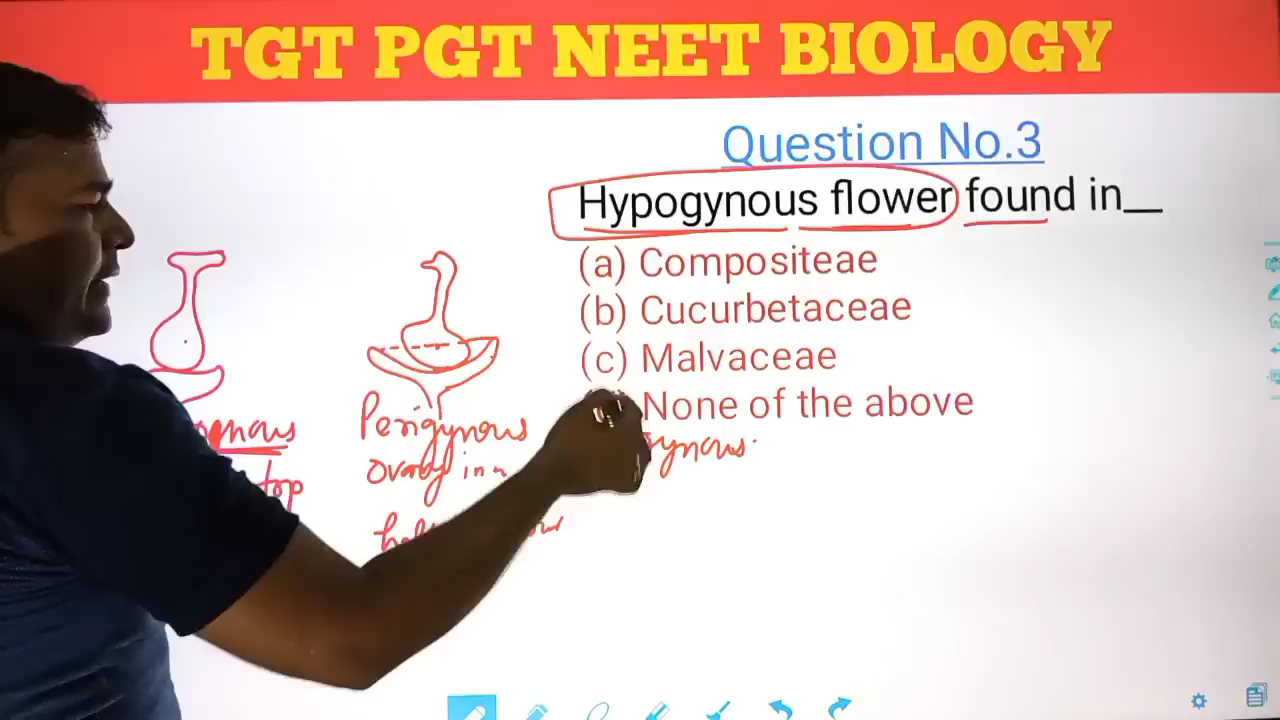 TGT PGT NEET BIOLOGY
Question No.3
Hypogynous flower found in__
(a) Compositeae
(b) Cucurbetaceae
(c) Malvaceae
None of the above
Perigynous
ovary in
top